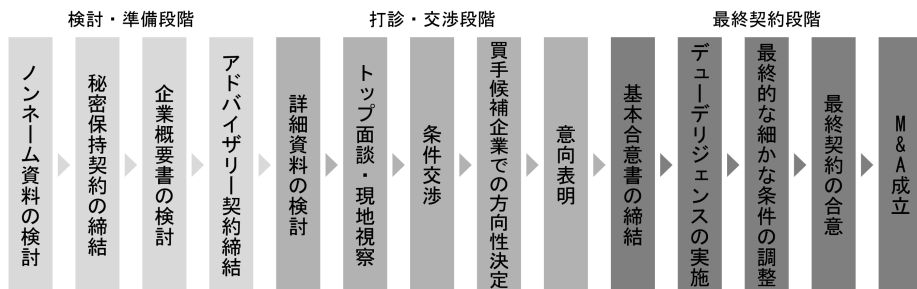 検討・準備段階
打診・交渉段階
最終契約段階
ノンネーム資料の検討
秘密保持契約の締結
企業概要書の検討
アドバイザリー契約締結
詳細資料の検討
トップ面談・現地視察
条件交渉
買手候補企業での方向性決定
意向表明
基本合意書の締結
デューデリジェンスの実施
最終的な細かな条件の調整
最終契約の合意
M&A成立